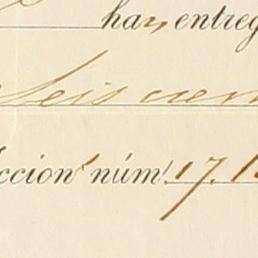 han entreg
Seis cien
ccion núm. 17.1